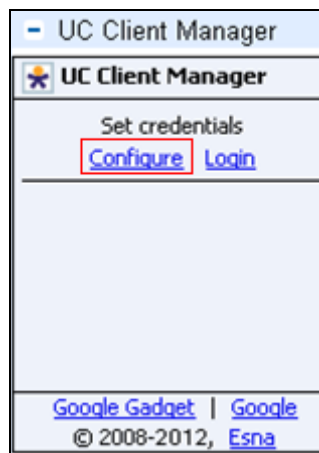 UC Client Manager
UC Client Manager
Set credentials
Configure Login
Google Gadget | Google
© 2008-2012, Esna